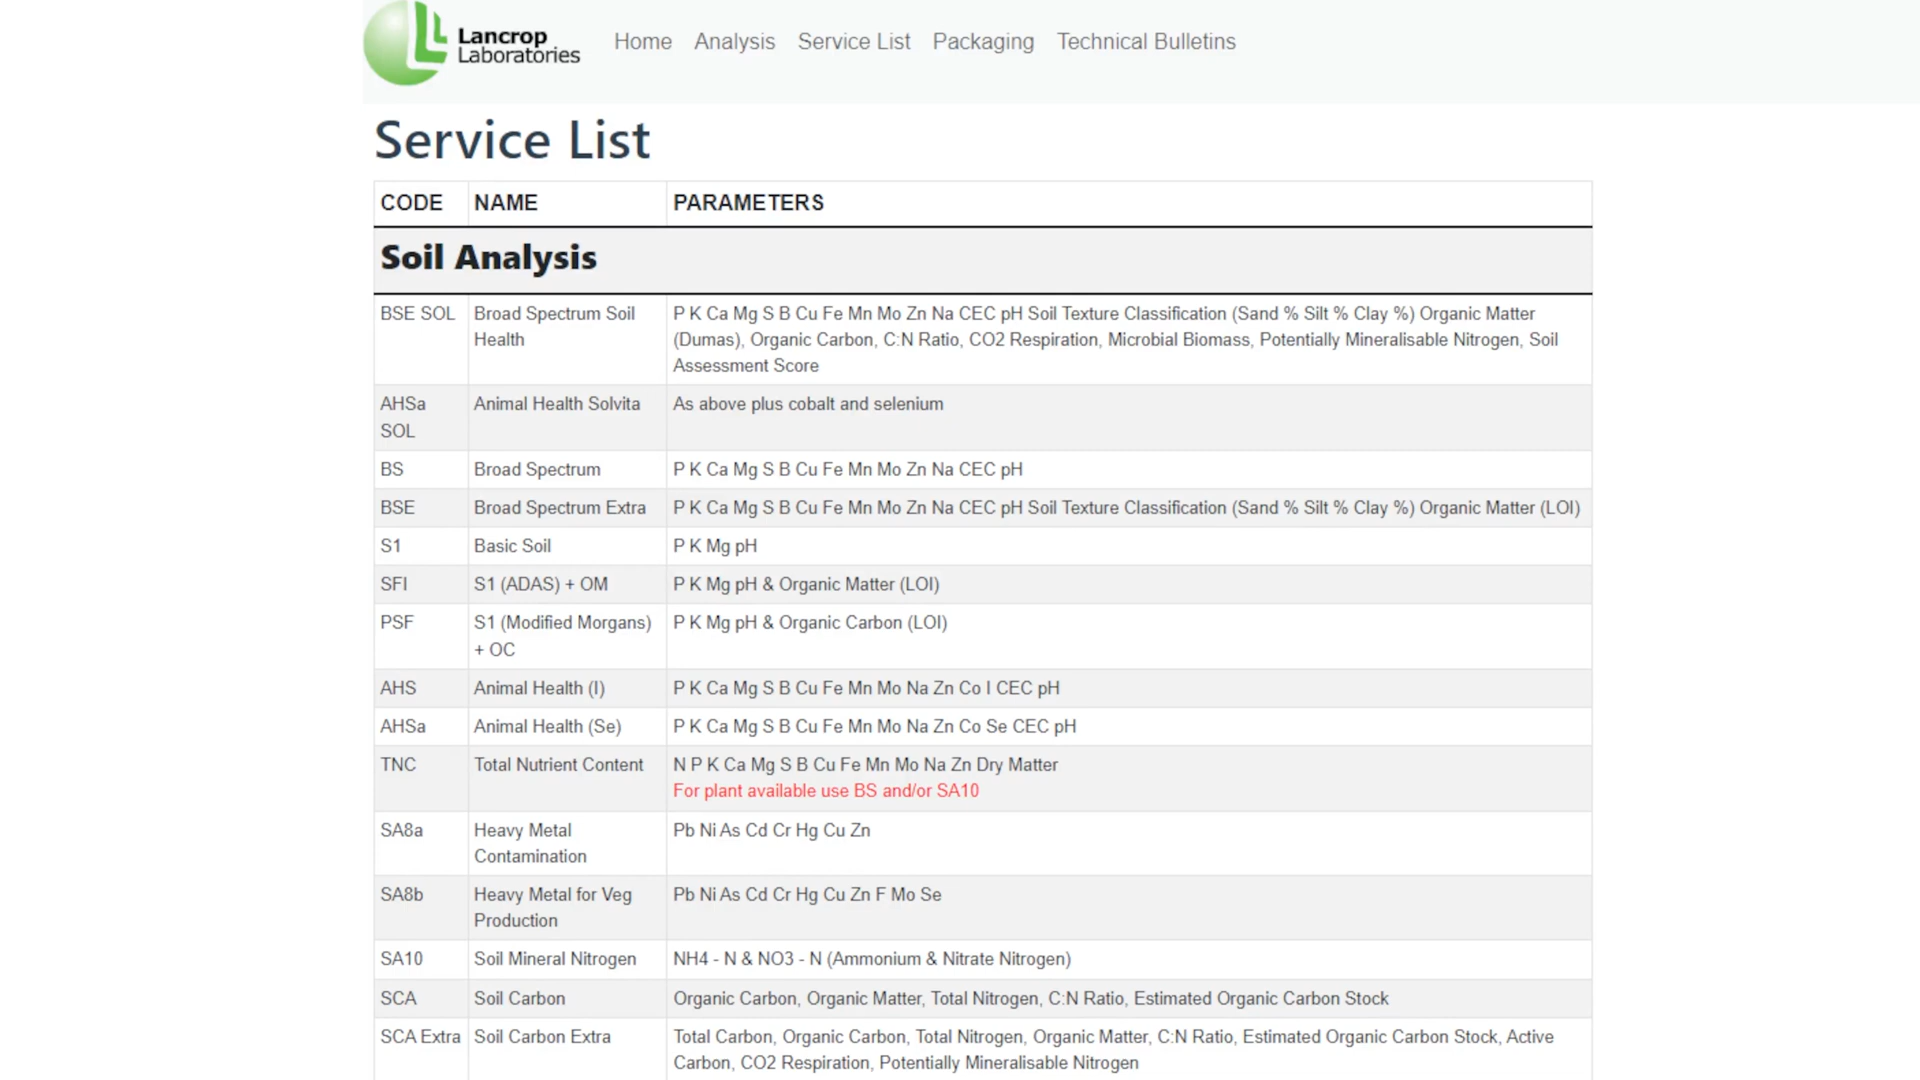 Lancrop
Laboratories
Home Analysis Service List Packaging Technical Bulletins
Service List
CODE NAME PARAMETERS
Soil Analysis
BSE SOL Broad Spectrum Soil Health P K Ca Mg S B Cu Fe Mn Mo Zn Na CEC pH Soil Texture Classification (Sand % Silt % Clay %) Organic Matter
(Dumas), Organic Carbon, C:N Ratio, CO2 Respiration, Microbial Biomass, Potentially Mineralisable Nitrogen, Soil
Assessment Score
AHSa SOL Animal Health Solvita As above plus cobalt and selenium
BS Broad Spectrum P K Ca Mg S B Cu Fe Mn Mo Zn Na CEC pH
BSE Broad Spectrum Extra P K Ca Mg S B Cu Fe Mn Mo Zn Na CEC pH Soil Texture Classification (Sand % Silt % Clay %) Organic Matter (LOI)
S1 Basic Soil P K Mg pH
SFI S1 (ADAS) + OM P K Mg pH & Organic Matter (LOI)
PSF S1 (Modified Morgans) + OC P K Mg pH & Organic Carbon (LOI)
AHS Animal Health (I) P K Ca Mg S B Cu Fe Mn Mo Na Zn Co I CEC pH
AHSa Animal Health (Se) P K Ca Mg S B Cu Fe Mn Mo Na Zn Co Se CEC pH
TNC Total Nutrient Content N P K Ca Mg S B Cu Fe Mn Mo Na Zn Dry Matter
For plant available use BS and/or SA10
SA8a Heavy Metal Contamination Pb Ni As Cd Cr Hg Cu Zn
SA8b Heavy Metal for Veg Production Pb Ni As Cd Cr Hg Cu Zn F Mo Se
SA10 Soil Mineral Nitrogen NH4 - N & NO3 - N (Ammonium & Nitrate Nitrogen)
SCA Soil Carbon Organic Carbon, Organic Matter, Total Nitrogen, C:N Ratio, Estimated Organic Carbon Stock
SCA Extra Soil Carbon Extra Total Carbon, Organic Carbon, Total Nitrogen, Organic Matter, C:N Ratio, Estimated Organic Carbon Stock, Active
Carbon, CO2 Respiration, Potentially Mineralisable Nitrogen